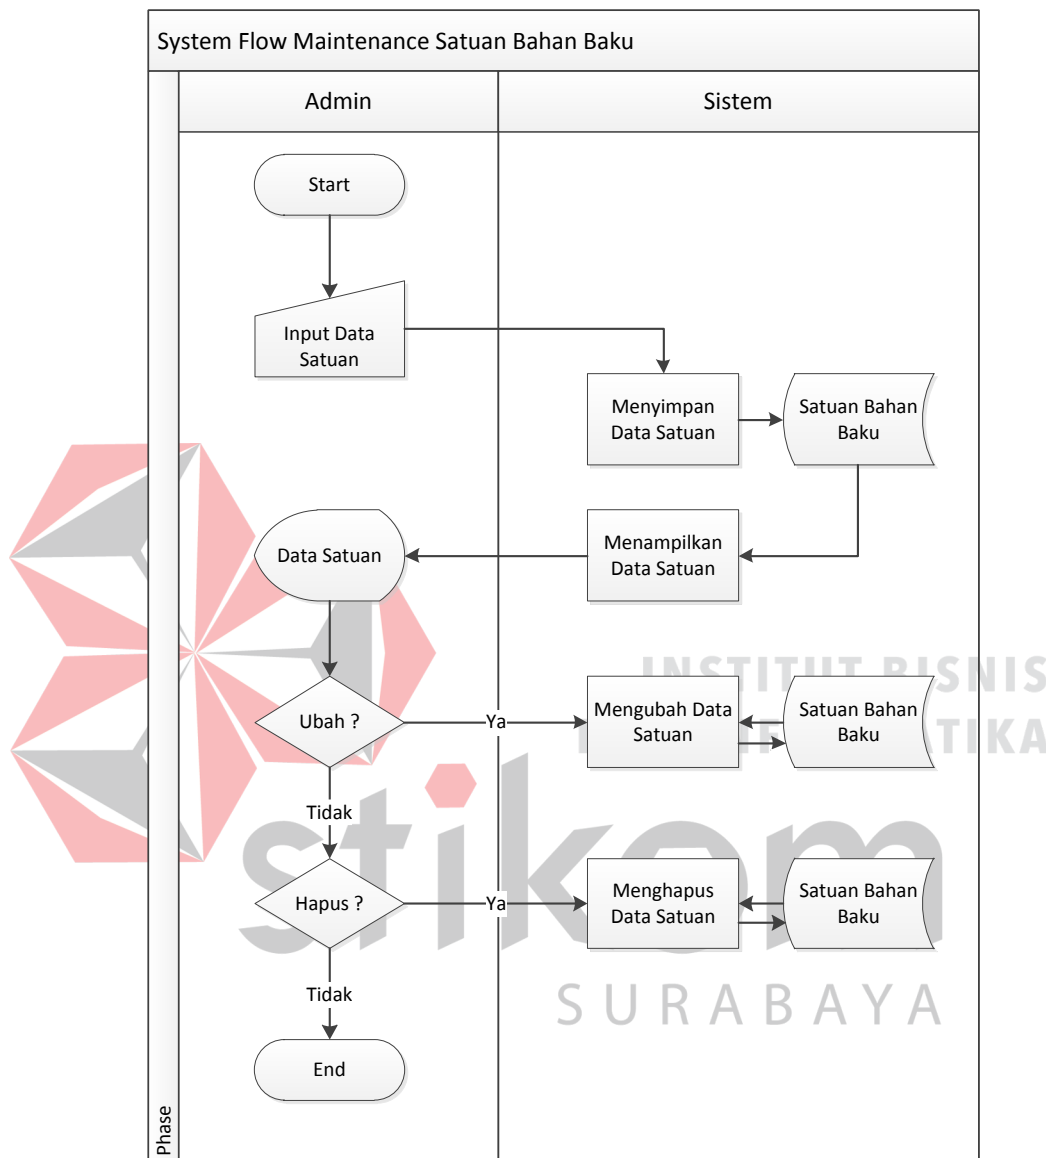 System Flow Maintenance Satuan Bahan Baku
Admin
Sistem
Start
Input Data
Satuan
Menyimpan
Data Satuan
Satuan Bahan
Baku
Data Satuan
Menampilkan
Data Satuan
INSTITUT BISNIS
Ubah ?
Ya
Mengubah Data
Satuan
Satuan Bahan
Baku
Tidak
stikom
Hapus ?
Ya
Menghapus
Data Satuan
Satuan Bahan
Baku
Tidak
SURABAYA
End
Phase